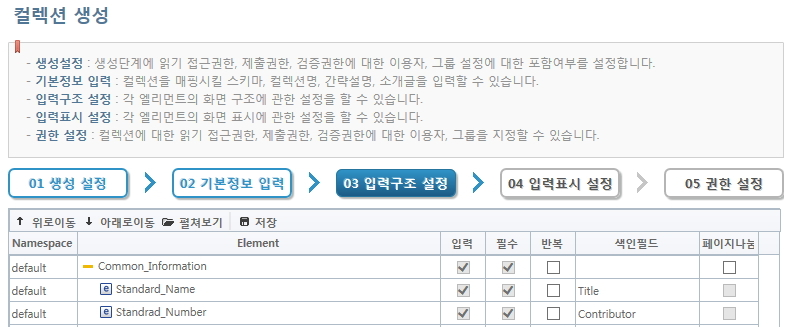 컬렉션 생성
- 생성설정 : 생성단계에 읽기 접근권한, 제출권한, 검증권한에 대한 이용자, 그룹 설정에 대한 포함여부를 설정합니다.
- 기본정보 입력 : 컬렉션을 매핑시킬 스키마, 컬렉션명, 간략설명, 소개글을 입력할 수 있습니다.
- 입력구조 설정 : 각 엘리먼트의 화면 구조에 관한 설정을 할 수 있습니다.
- 입력표시 설정 : 각 엘리먼트의 화면 표시에 관한 설정을 할 수 있습니다.
- 권한 설정 : 컬렉션에 대한 읽기 접근권한, 제출권한, 검증권한에 대한 이용자, 그룹을 지정할 수 있습니다.
01 생성 설정 02 기본정보 입력 03 입력구조 설정 04 입력표시 설정 05 권한 설정
위로이동 아래로이동 펼쳐보기 저장
Namespace Element 입력 필수 반복 색인필드 페이지나눔
default Common_Information
default Standard_Name Title
default Standrad_Number Contributor